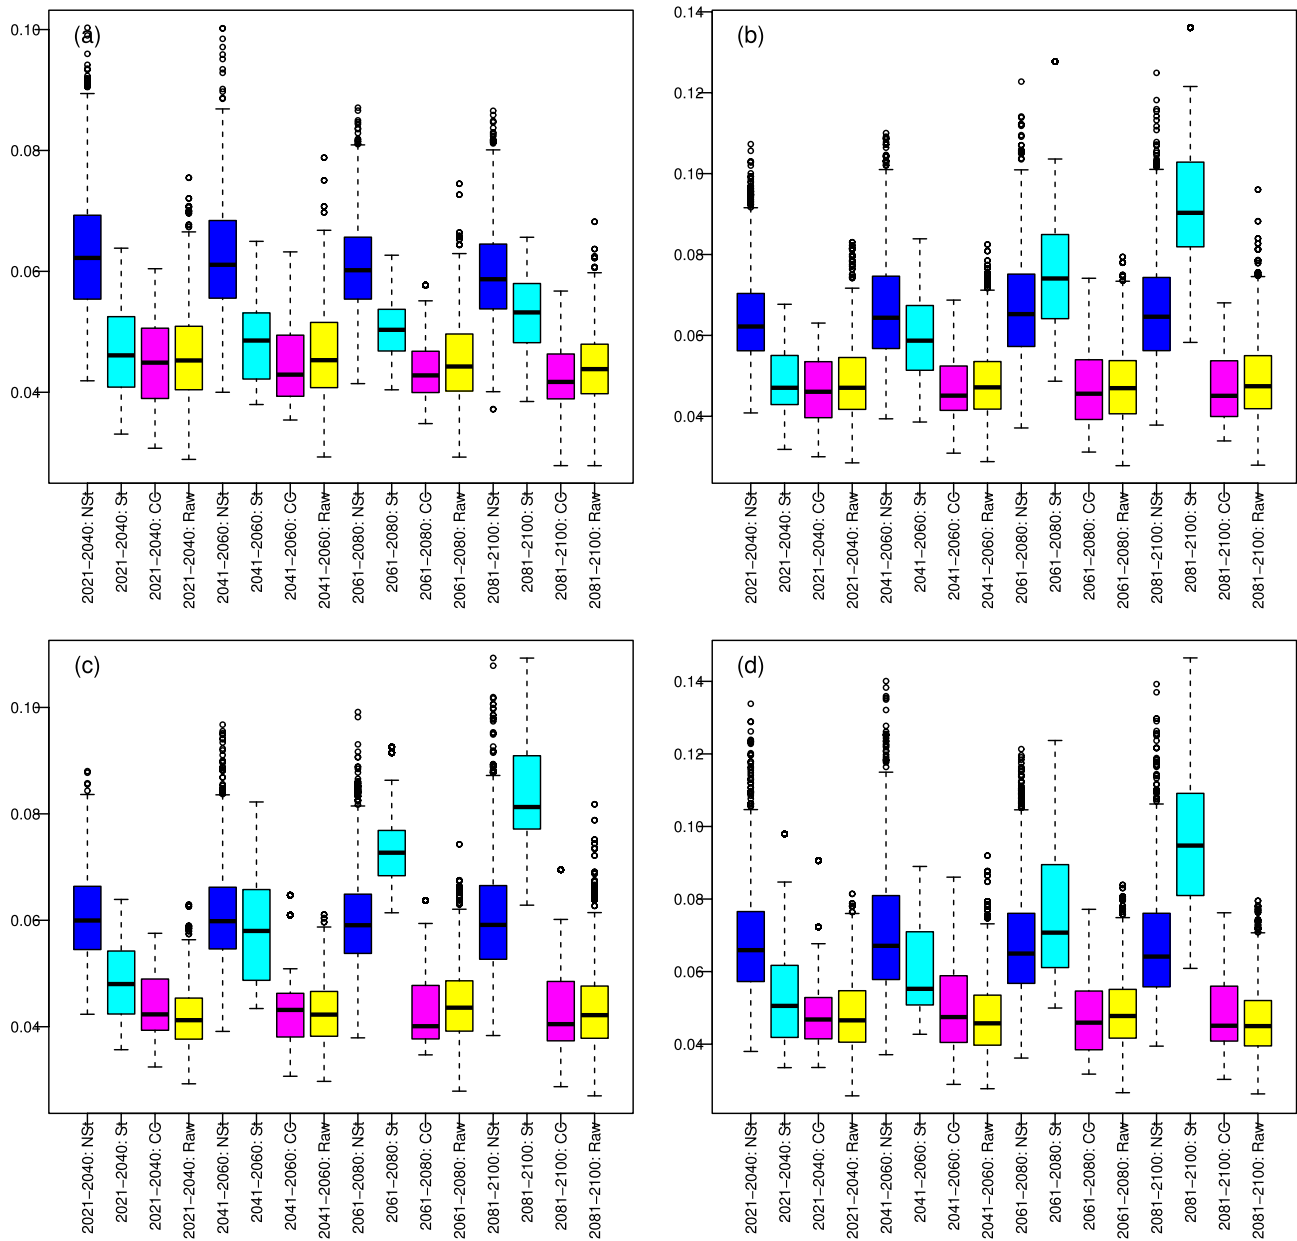 (a)
0.10
0.08
0.06
0.04
2021−2040: NSt
2021−2040: St
2021−2040: CG
2021−2040: Raw
2041−2060: NSt
2041−2060: St
2041−2060: CG
2041−2060: Raw
2061−2080: NSt
2061−2080: St
2061−2080: CG
2061−2080: Raw
2081−2100: NSt
2081−2100: St
2081−2100: CG
2081−2100: Raw
(b)
0.14
0.12
0.10
0.08
0.06
0.04
2021−2040: NSt
2021−2040: St
2021−2040: CG
2021−2040: Raw
2041−2060: NSt
2041−2060: St
2041−2060: CG
2041−2060: Raw
2061−2080: NSt
2061−2080: St
2061−2080: CG
2061−2080: Raw
2081−2100: NSt
2081−2100: St
2081−2100: CG
2081−2100: Raw
(c)
0.10
0.08
0.06
0.04
2021−2040: NSt
2021−2040: St
2021−2040: CG
2021−2040: Raw
2041−2060: NSt
2041−2060: St
2041−2060: CG
2041−2060: Raw
2061−2080: NSt
2061−2080: St
2061−2080: CG
2061−2080: Raw
2081−2100: NSt
2081−2100: St
2081−2100: CG
2081−2100: Raw
(d)
0.14
0.12
0.10
0.08
0.06
0.04
2021−2040: NSt
2021−2040: St
2021−2040: CG
2021−2040: Raw
2041−2060: NSt
2041−2060: St
2041−2060: CG
2041−2060: Raw
2061−2080: NSt
2061−2080: St
2061−2080: CG
2061−2080: Raw
2081−2100: NSt
2081−2100: St
2081−2100: CG
2081−2100: Raw